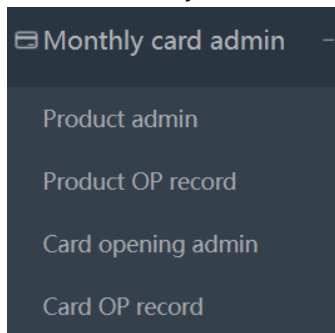 Monthly card admin
Product admin
Product OP record
Card opening admin
Card OP record